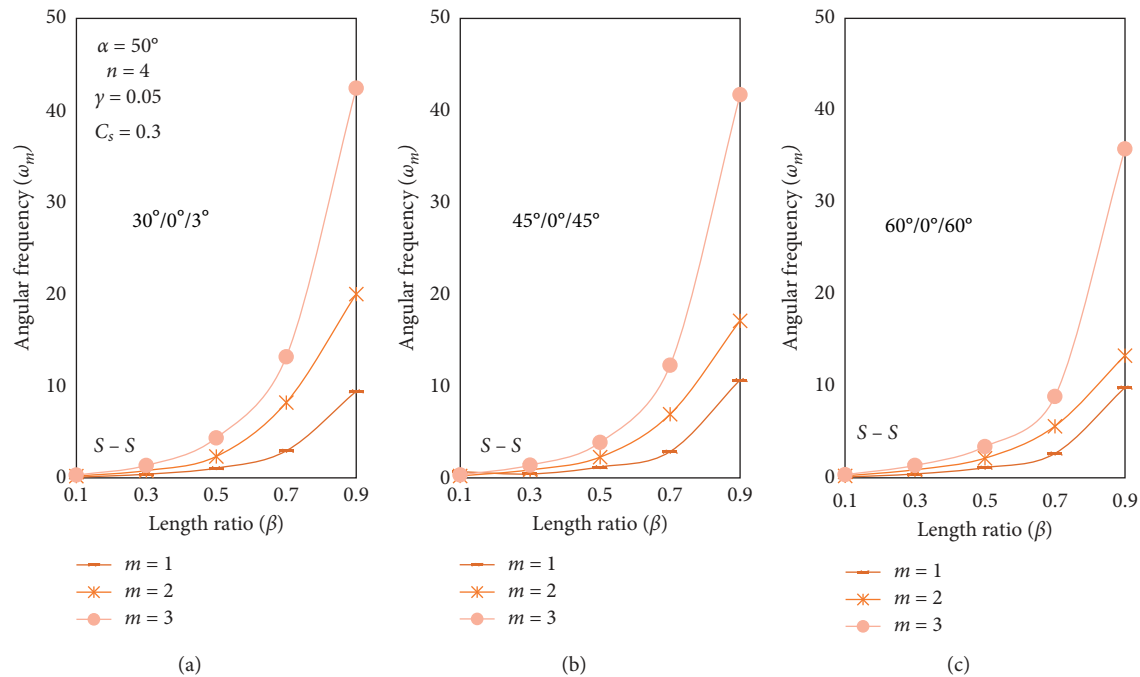 50
40
30
20
10
0
Angular frequency (ω_m)
α = 50°
n = 4
γ = 0.05
C_s = 0.3
30°/0°/3°
S – S
0.1 0.3 0.5 0.7 0.9
Length ratio (β)
m = 1
m = 2
m = 3
(a)
50
40
30
20
10
0
Angular frequency (ω_m)
45°/0°/45°
S – S
0.1 0.3 0.5 0.7 0.9
Length ratio (β)
m = 1
m = 2
m = 3
(b)
50
40
30
20
10
0
Angular frequency (ω_m)
60°/0°/60°
S – S
0.1 0.3 0.5 0.7 0.9
Length ratio (β)
m = 1
m = 2
m = 3
(c)